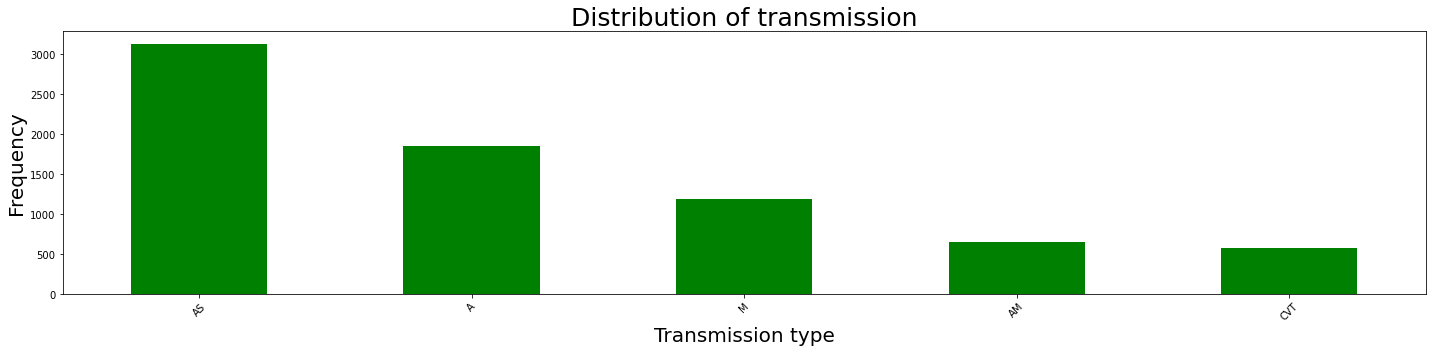 Distribution of transmission
Frequency
3000
2500
2000
1500
1000
500
0
AS
A
M
AM
CVT
Transmission type